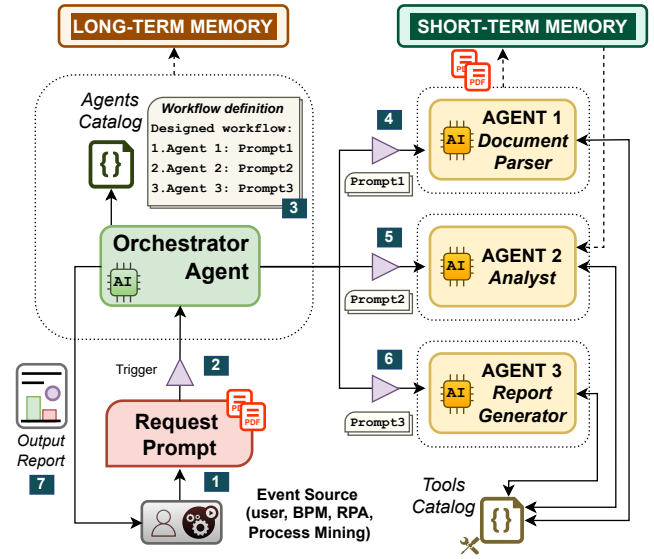 LONG-TERM MEMORY
SHORT-TERM MEMORY
PDF
PDF
Agents
Catalog
{}
Workflow definition
Designed workflow:
1.Agent 1: Prompt1
2.Agent 2: Prompt2
3.Agent 3: Prompt3
3
4
Prompt1
AI
AGENT 1
Document
Parser
Orchestrator
Agent
AI
5
Prompt2
AI
AGENT 2
Analyst
Trigger
2
6
Prompt3
AI
AGENT 3
Report
Generator
Request
Prompt
PDF
PDF
Output
Report
7
1
Event Source
(user, BPM, RPA,
Process Mining)
Tools
Catalog
{}